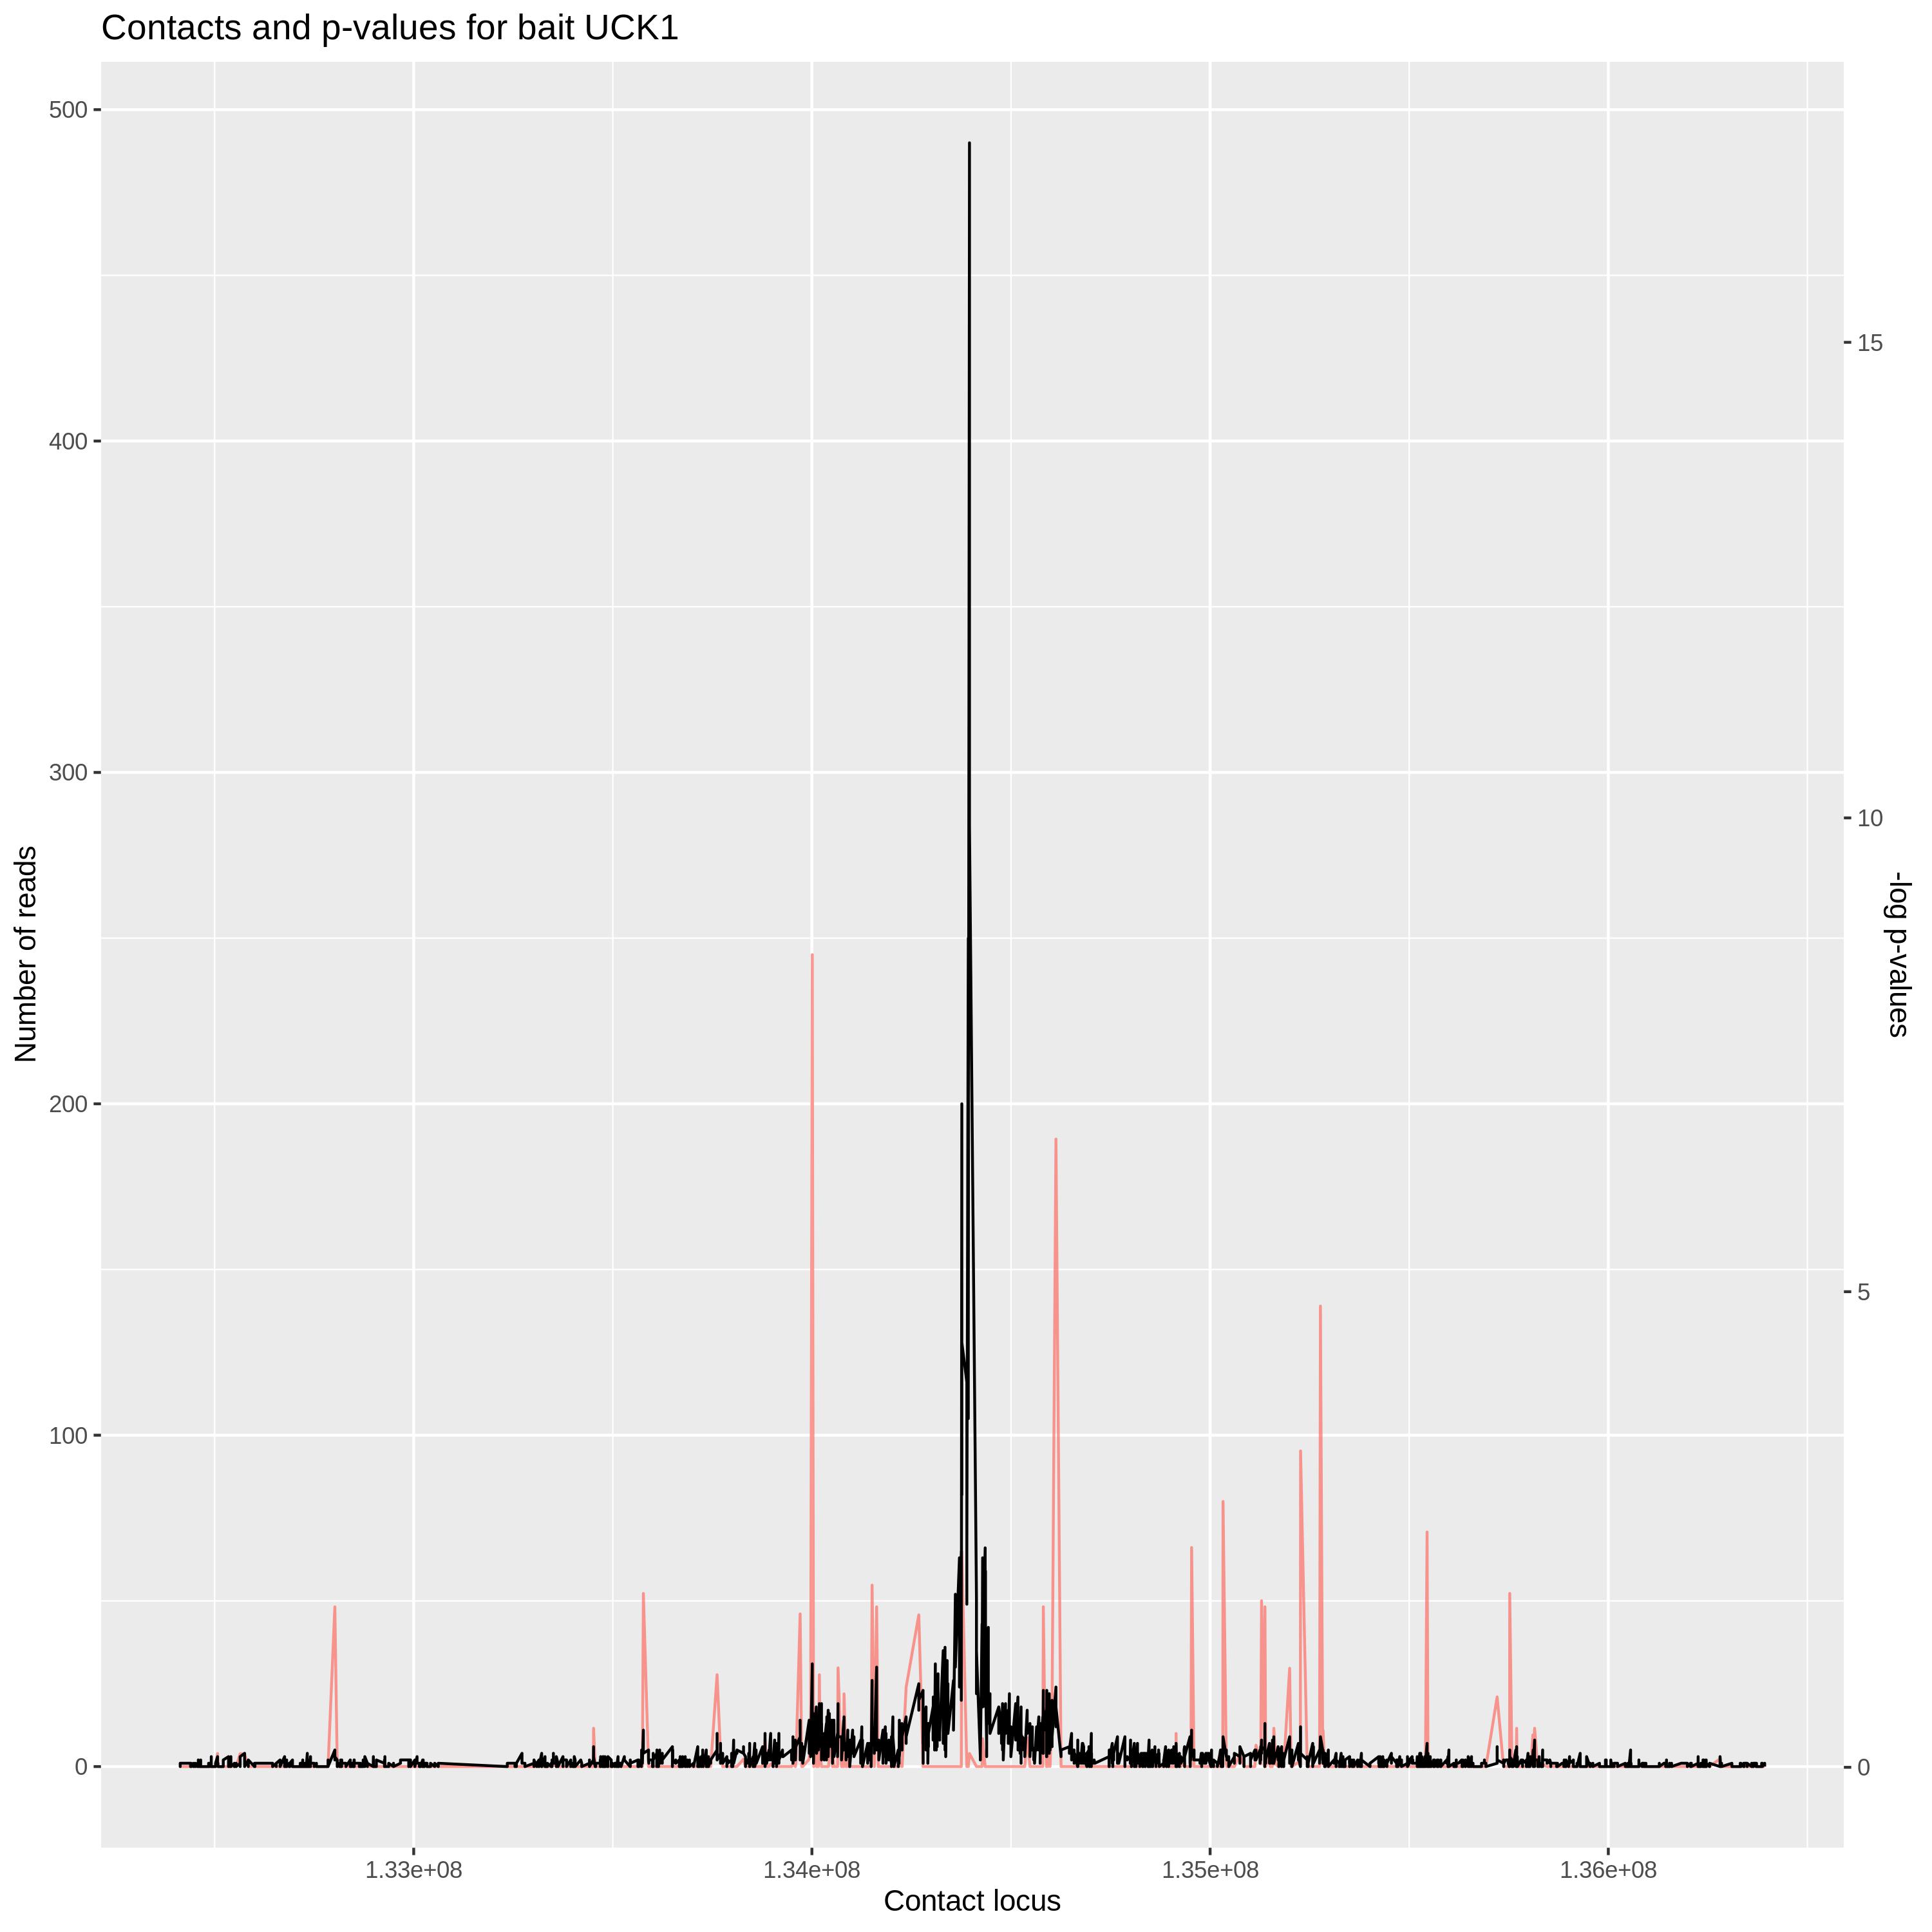 Contacts and p-values for bait UCK1
500
400
300
200
100
0
Number of reads
15
10
5
0
-log p-values
1.33e+08
1.34e+08
1.35e+08
1.36e+08
Contact locus